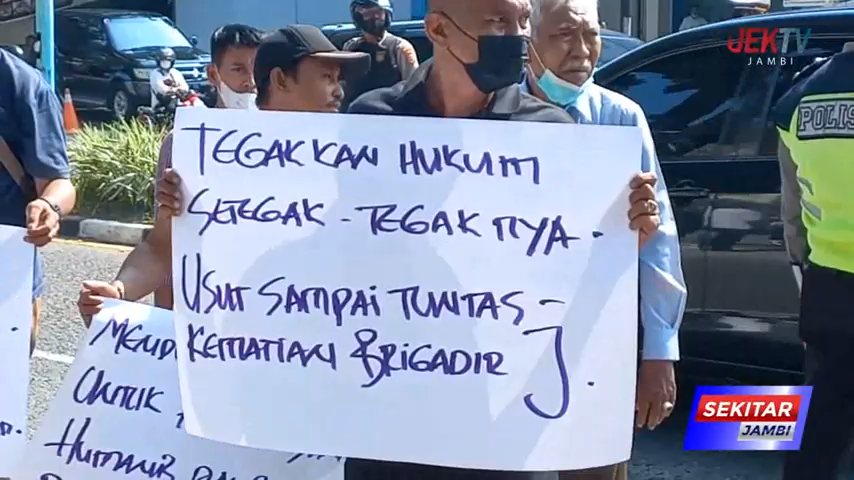 JEKTV
JAMBI
POLISI
TEGAKKAN HUKUM
SETEGAK - TEGAKNYA.
USUT SAMPAI TUNTAS -
KEMATIAN BRIGADIR J.
UNTUK
SEKITAR
JAMBI